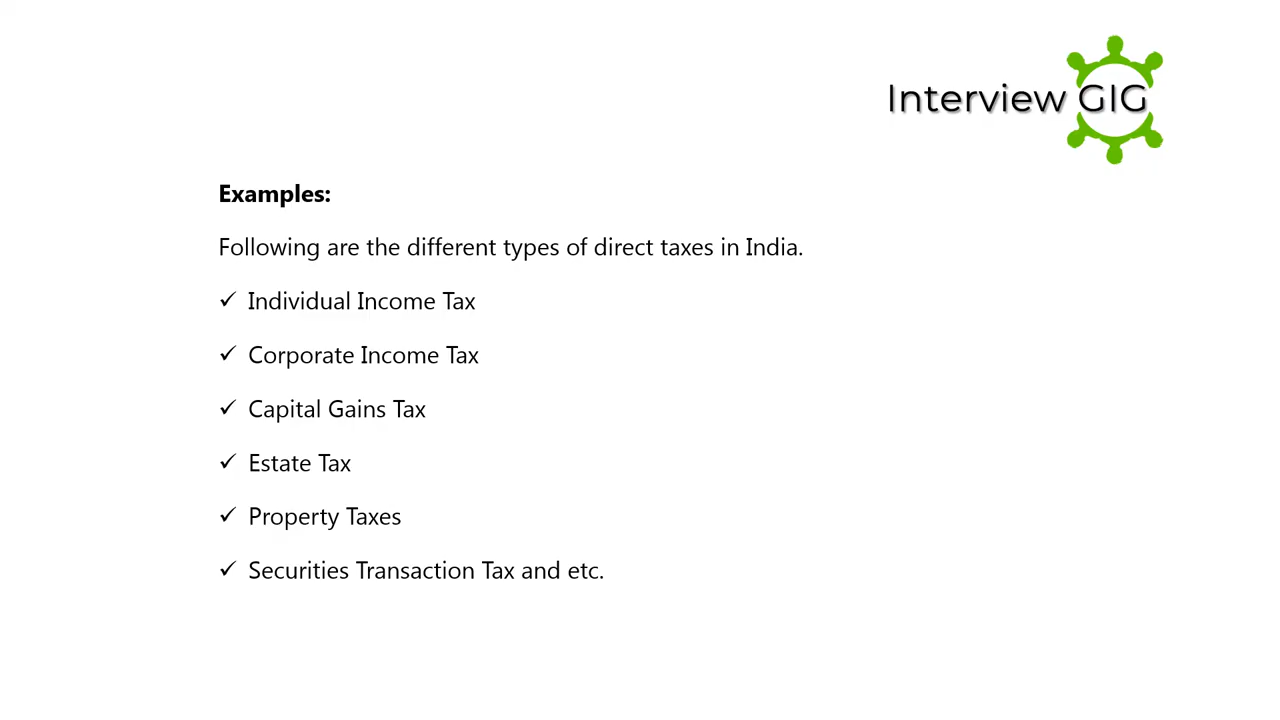 Interview GIG
Examples:
Following are the different types of direct taxes in India.
✓ Individual Income Tax
✓ Corporate Income Tax
✓ Capital Gains Tax
✓ Estate Tax
✓ Property Taxes
✓ Securities Transaction Tax and etc.